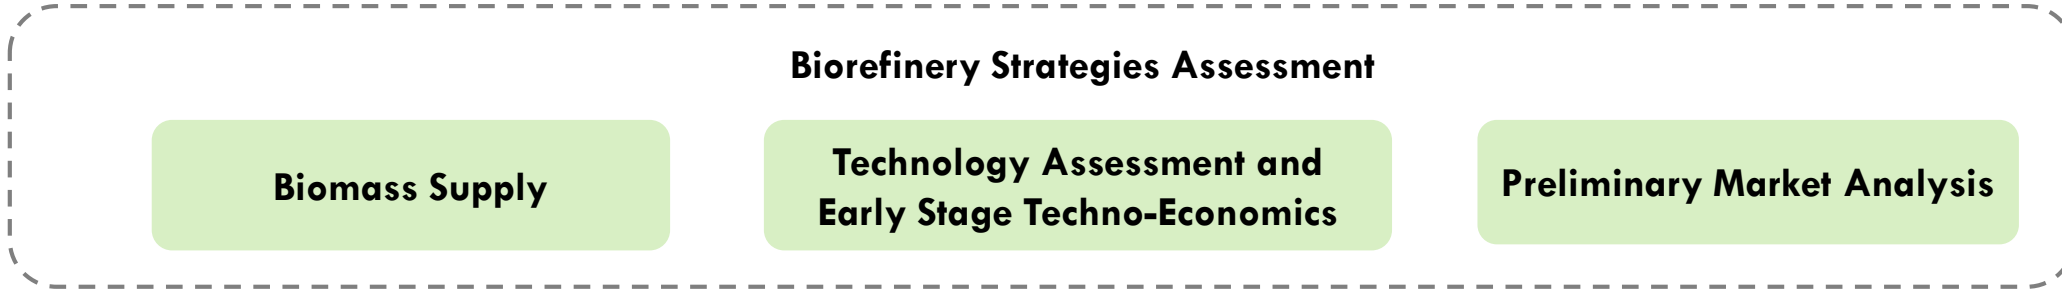 Biorefinery Strategies Assessment
Biomass Supply
Technology Assessment and
Early Stage Techno-Economics
Preliminary Market Analysis